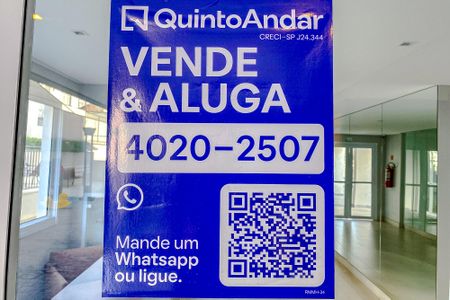 QuintoAndar
CRECI-SP J24.344
VENDE
& ALUGA
4020-2507
Mande um
Whatsapp
ou ligue.